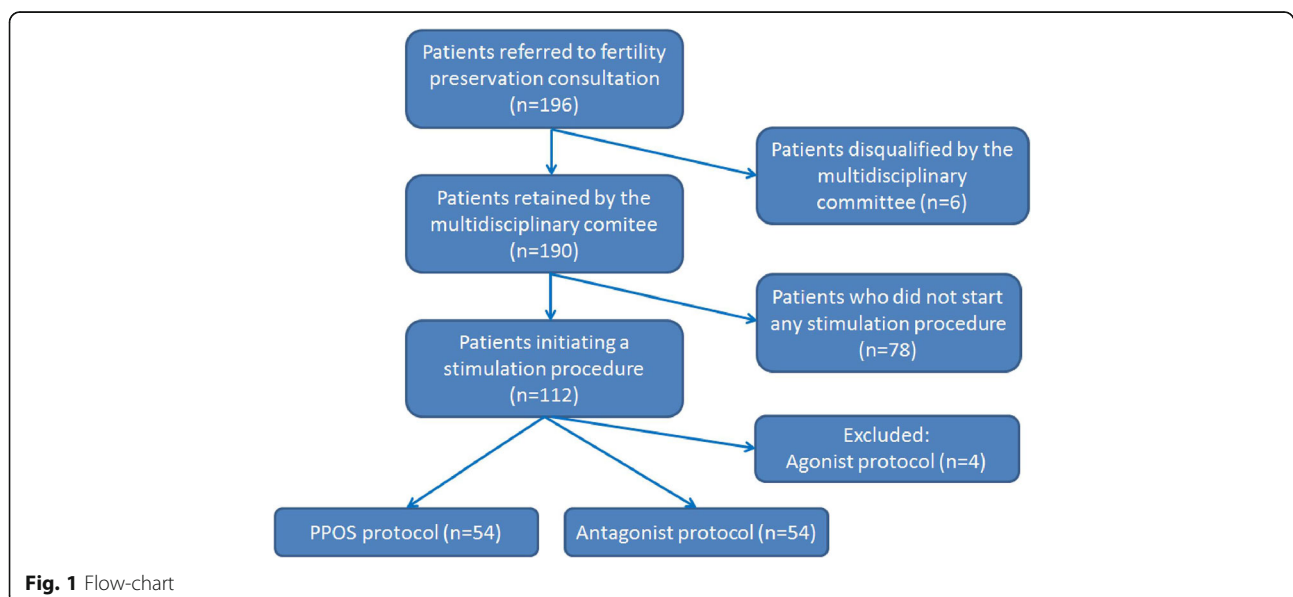 Patients referred to fertility
preservation consultation
(n=196)
Patients disqualified by the
multidisciplinary
committee (n=6)
Patients retained by the
multidisciplinary comitee
(n=190)
Patients who did not start
any stimulation procedure
(n=78)
Patients initiating a
stimulation procedure
(n=112)
Excluded:
Agonist protocol (n=4)
PPOS protocol (n=54)
Antagonist protocol (n=54)
Fig. 1 Flow-chart